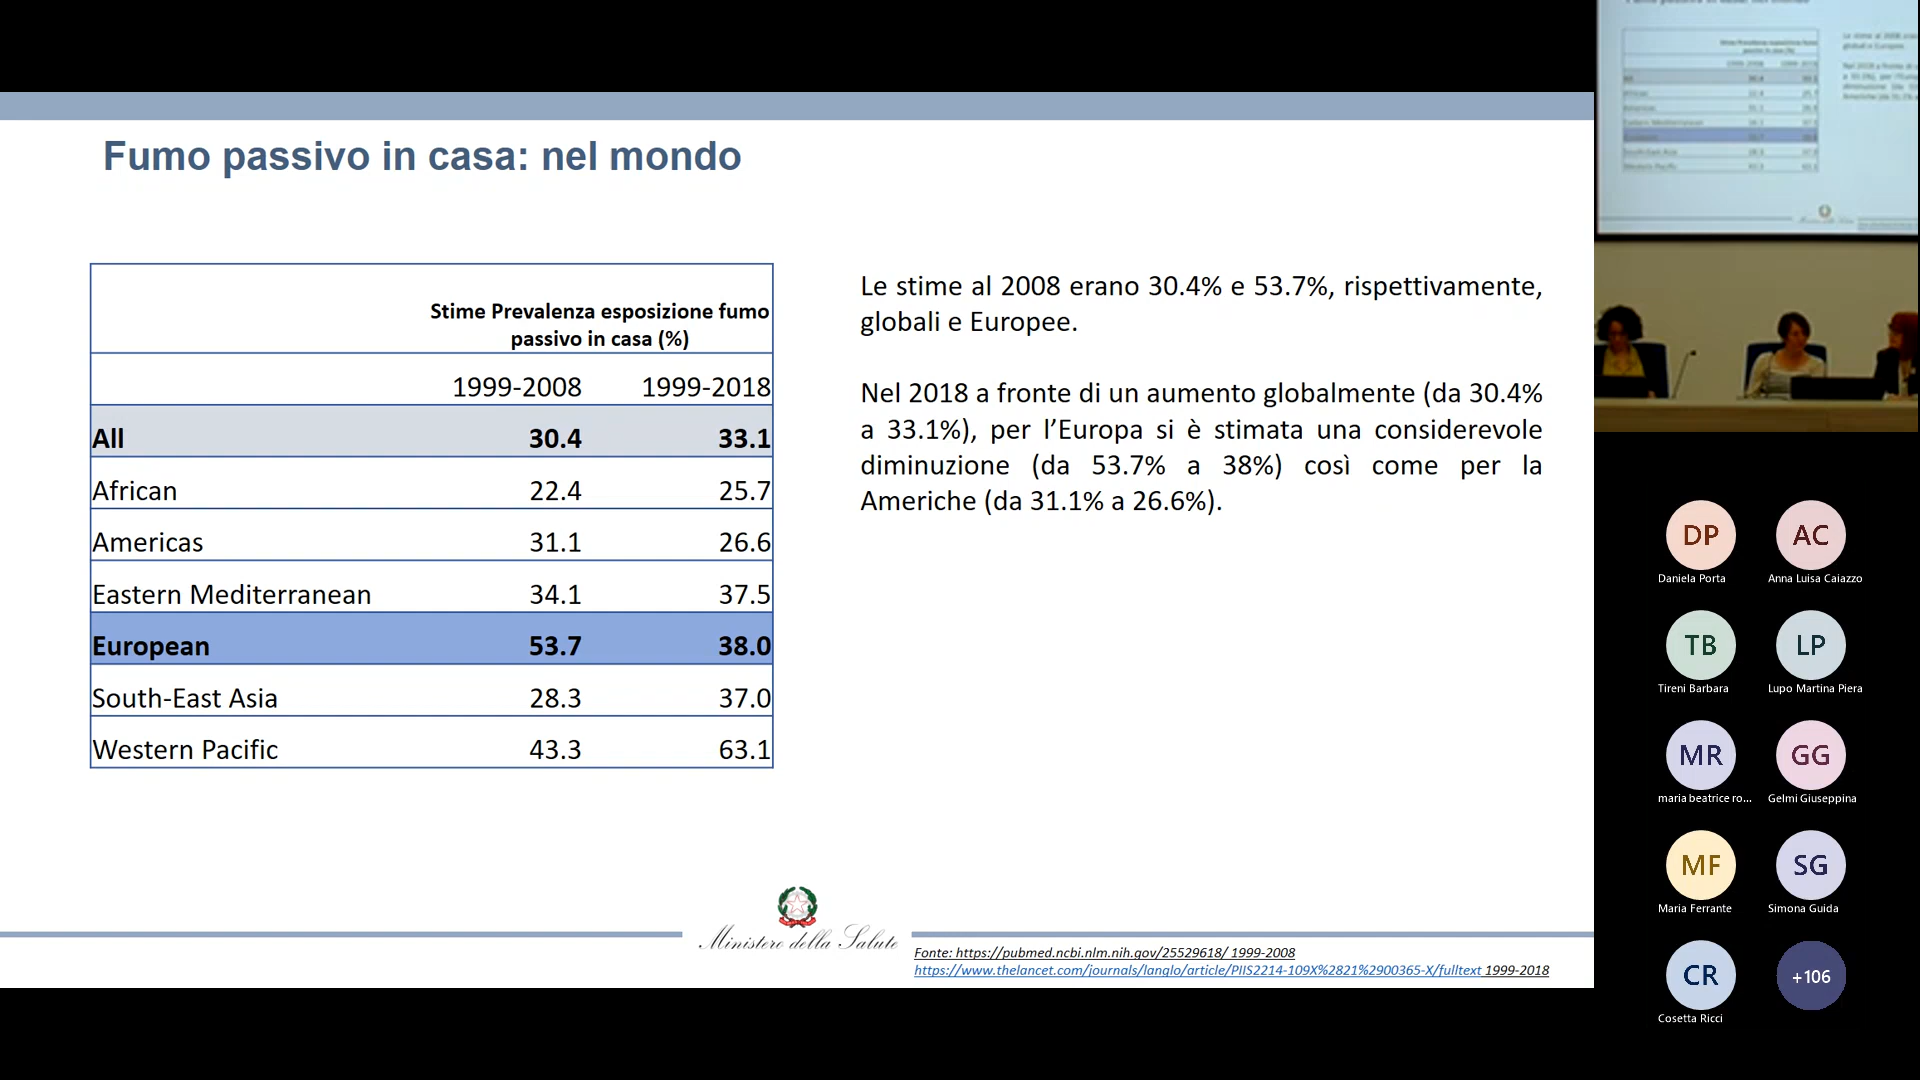 Fumo passivo in casa: nel mondo
Stime Prevalenza esposizione fumo
passivo in casa (%)
1999-2008 1999-2018
All 30.4 33.1
African 22.4 25.7
Americas 31.1 26.6
Eastern Mediterranean 34.1 37.5
European 53.7 38.0
South-East Asia 28.3 37.0
Western Pacific 43.3 63.1
Le stime al 2008 erano 30.4% e 53.7%, rispettivamente,
globali e Europee.
Nel 2018 a fronte di un aumento globalmente (da 30.4%
a 33.1%), per l’Europa si è stimata una considerevole
diminuzione (da 53.7% a 38%) così come per la
Americhe (da 31.1% a 26.6%).
Ministero della Salute
Fonte: https://pubmed.ncbi.nlm.nih.gov/25529618/ 1999-2008
https://www.thelancet.com/journals/langlo/article/PIIS2214-109X%2821%2900365-X/fulltext 1999-2018
DP AC
Daniela Porta Anna Luisa Caiazzo
TB LP
Tireni Barbara Lupo Martina Piera
MR GG
maria beatrice ro... Gelmi Giuseppina
MF SG
Maria Ferrante Simona Guida
CR +106
Cosetta Ricci